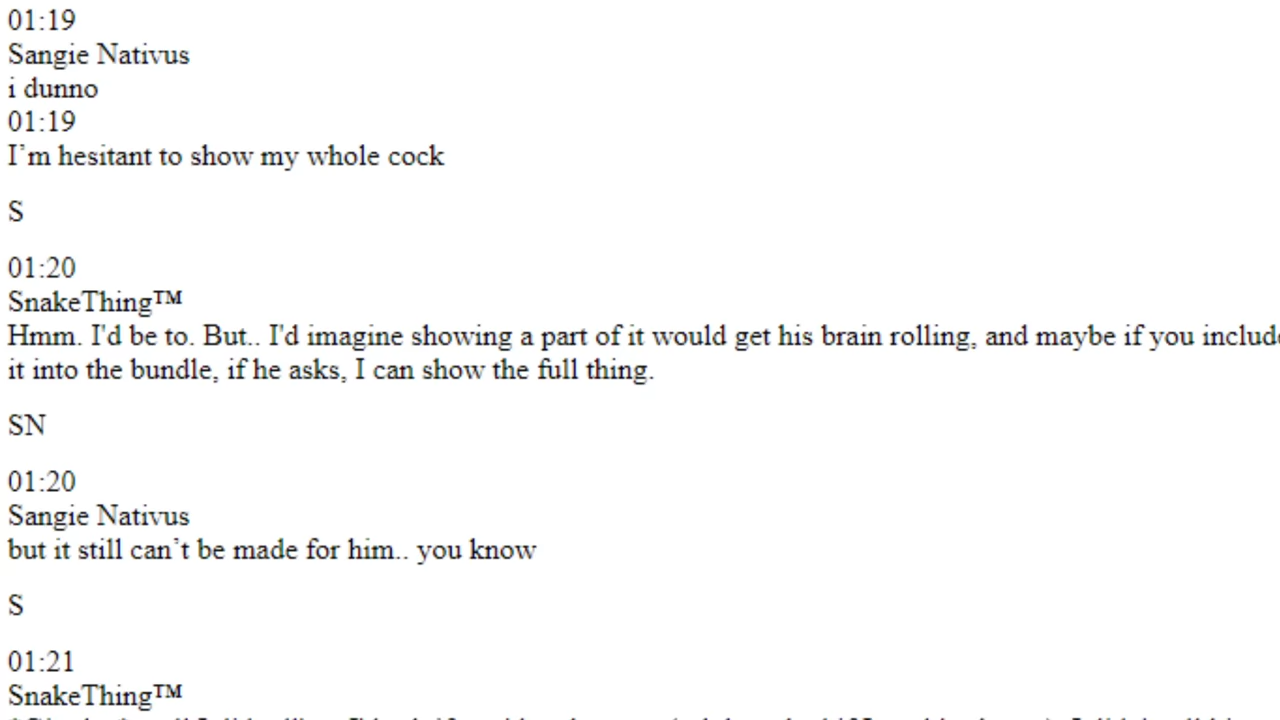 01:19
Sangie Nativus
i dunno
01:19
I’m hesitant to show my whole cock
S
01:20
SnakeThing™
Hmm. I'd be to. But.. I'd imagine showing a part of it would get his brain rolling, and maybe if you include
it into the bundle, if he asks, I can show the full thing.
SN
01:20
Sangie Nativus
but it still can’t be made for him.. you know
S
01:21
SnakeThing™